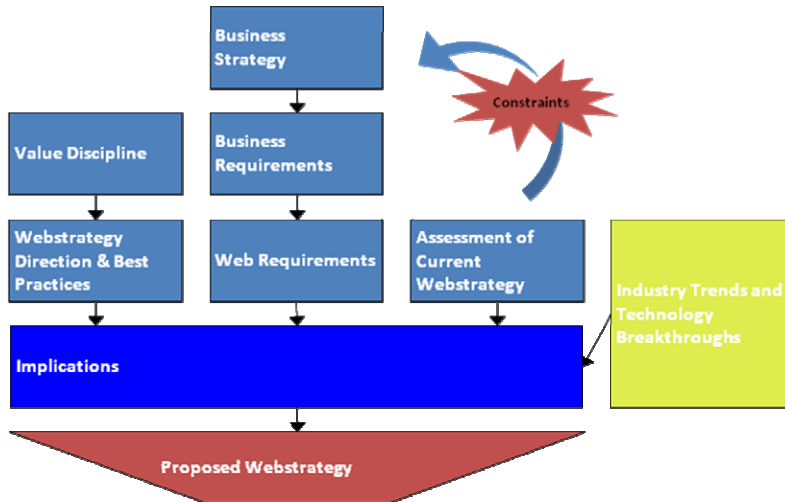 Business
Strategy
Constraints
Value Discipline
Business
Requirements
Webstrategy
Direction & Best
Practices
Web Requirements
Assessment of
Current
Webstrategy
Industry Trends and
Technology
Breakthroughs
Implications
Proposed Webstrategy